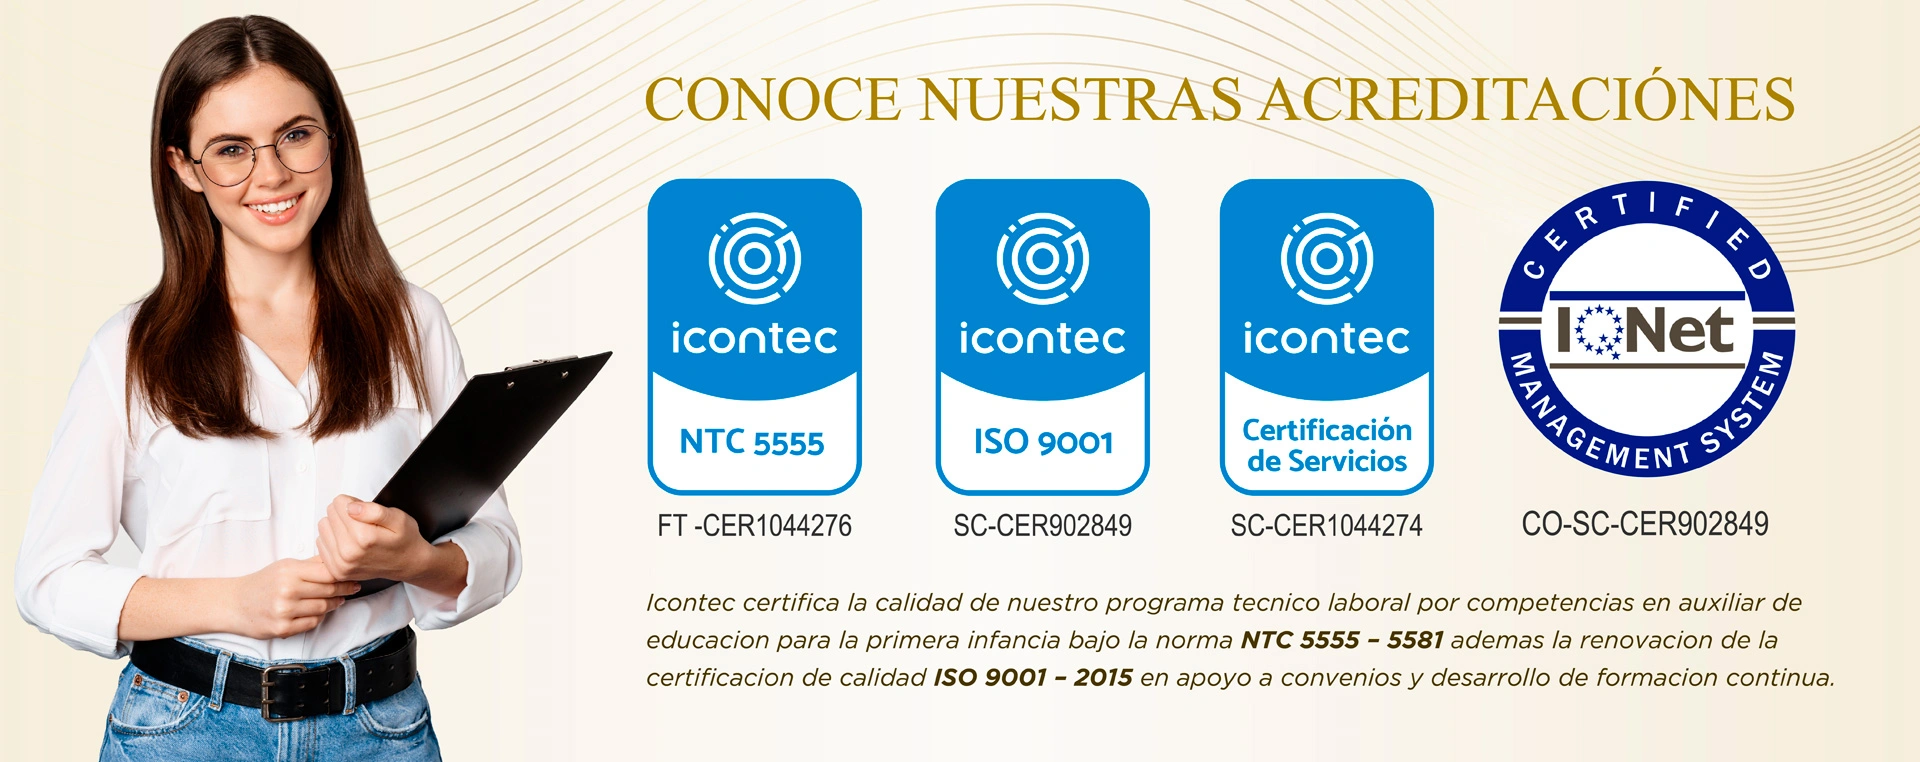 CONOCE NUESTRAS ACREDITACIÓNES
icontec
NTC 5555
FT -CER1044276
icontec
ISO 9001
SC-CER902849
icontec
Certificación
de Servicios
SC-CER1044274
CERTIFIED
IQNet
MANAGEMENT SYSTEM
CO-SC-CER902849
Icontec certifica la calidad de nuestro programa tecnico laboral por competencias en auxiliar de
educacion para la primera infancia bajo la norma NTC 5555 – 5581 ademas la renovacion de la
certificacion de calidad ISO 9001 – 2015 en apoyo a convenios y desarrollo de formacion continua.